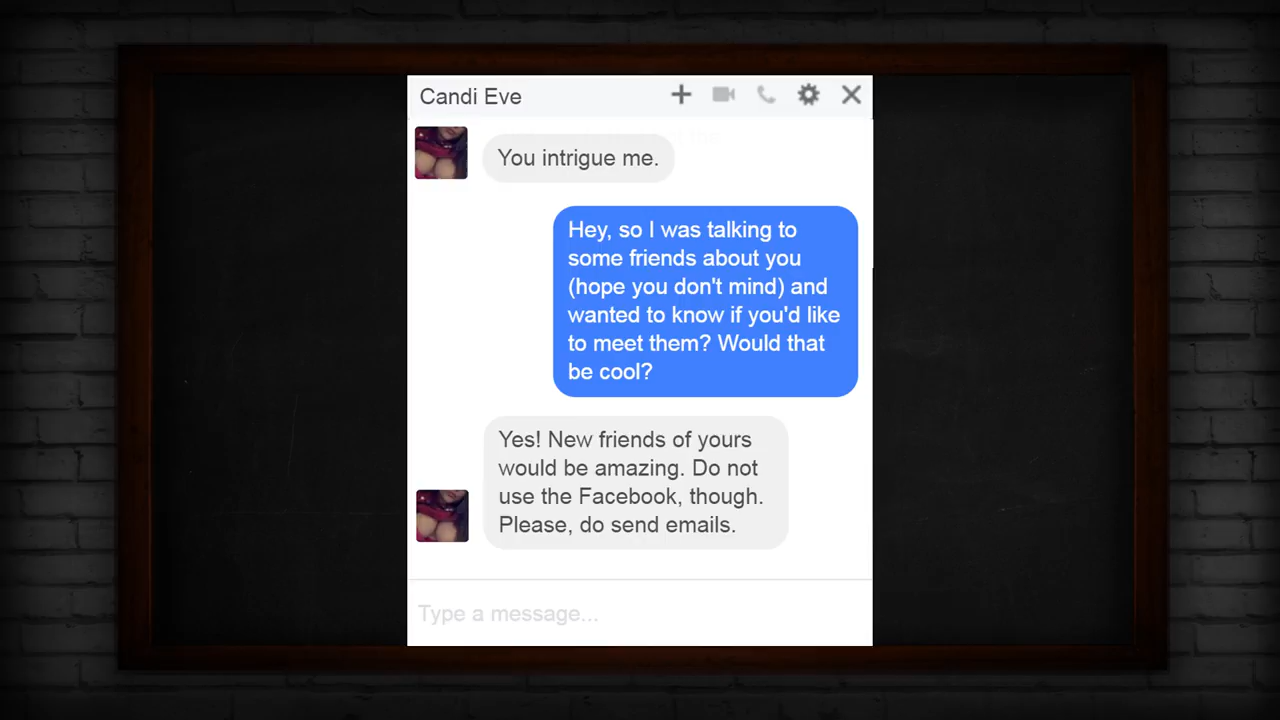 Candi Eve
You intrigue me.
Hey, so I was talking to
some friends about you
(hope you don't mind) and
wanted to know if you'd like
to meet them? Would that
be cool?
Yes! New friends of yours
would be amazing. Do not
use the Facebook, though.
Please, do send emails.
Type a message...